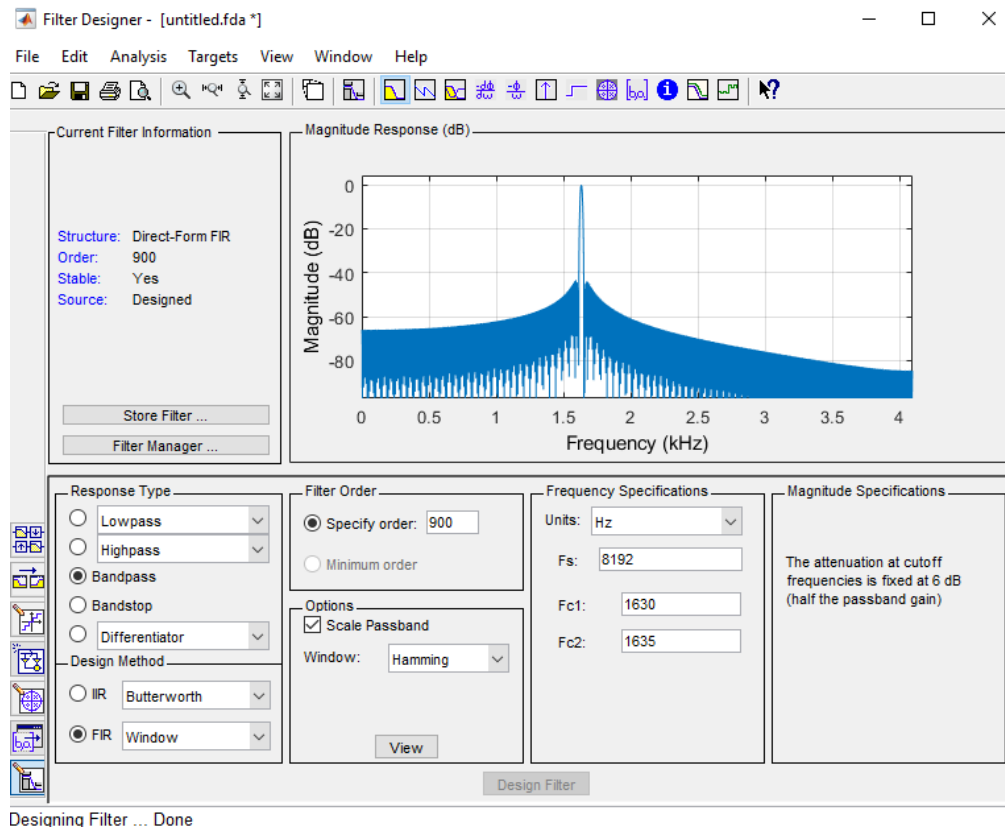 Filter Designer - [untitled.fda *]
File Edit Analysis Targets View Window Help
Current Filter Information
Structure: Direct-Form FIR
Order: 900
Stable: Yes
Source: Designed
Store Filter ...
Filter Manager ...
Magnitude Response (dB)
Magnitude (dB)
0
-20
-40
-60
-80
0 0.5 1 1.5 2 2.5 3 3.5 4
Frequency (kHz)
Response Type
Lowpass
Highpass
Bandpass
Bandstop
Differentiator
Design Method
IIR Butterworth
FIR Window
Filter Order
Specify order: 900
Minimum order
Options
Scale Passband
Window: Hamming
View
Frequency Specifications
Units: Hz
Fs: 8192
Fc1: 1630
Fc2: 1635
Magnitude Specifications
The attenuation at cutoff
frequencies is fixed at 6 dB
(half the passband gain)
Design Filter
Designing Filter ... Done